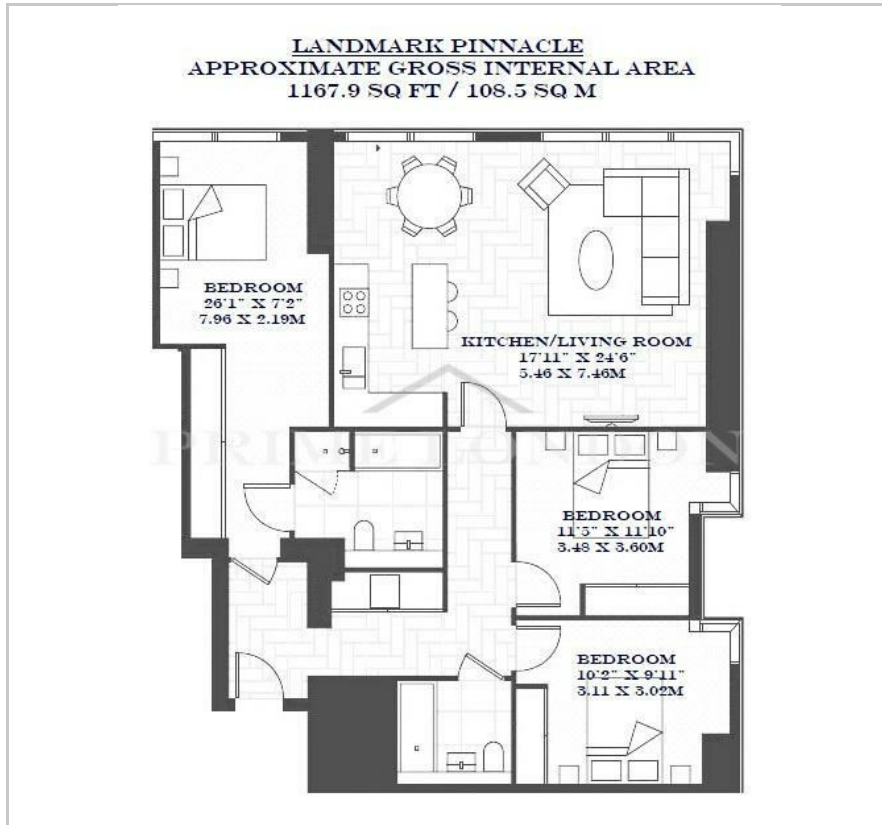 LANDMARK PINNACLE
APPROXIMATE GROSS INTERNAL AREA
1167.9 SQ FT / 108.5 SQ M
BEDROOM
26'1" X 7'2"
7.96 X 2.19M
KITCHEN/LIVING ROOM
17'11" X 24'6"
5.46 X 7.46M
PRIME LONDON
BEDROOM
11'5" X 11'10"
3.48 X 3.60M
BEDROOM
10'2" X 9'11"
3.11 X 3.02M